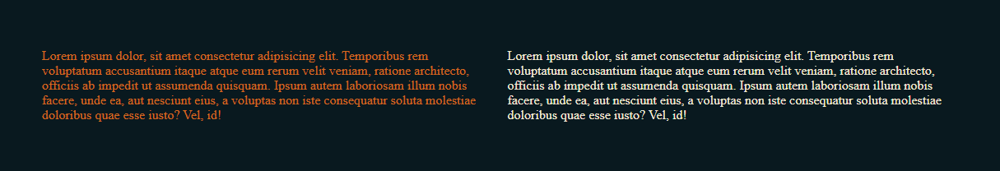 Lorem ipsum dolor, sit amet consectetur adipisicing elit. Temporibus rem
voluptatum accusantium itaque atque eum rerum velit veniam, ratione architecto,
officiis ab impedit ut assumenda quisquam. Ipsum autem laboriosam illum nobis
facere, unde ea, aut nesciunt eius, a voluptas non iste consequatur soluta molestiae
doloribus quae esse iusto? Vel, id!
Lorem ipsum dolor, sit amet consectetur adipisicing elit. Temporibus rem
voluptatum accusantium itaque atque eum rerum velit veniam, ratione architecto,
officiis ab impedit ut assumenda quisquam. Ipsum autem laboriosam illum nobis
facere, unde ea, aut nesciunt eius, a voluptas non iste consequatur soluta molestiae
doloribus quae esse iusto? Vel, id!